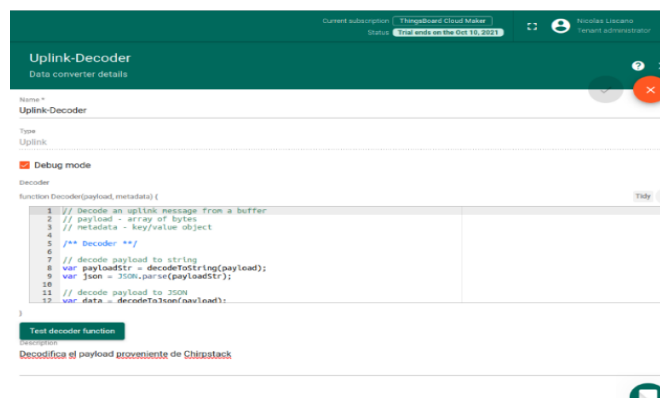 Current subscription ThingsBoard Cloud Maker
Status Trial ends on the Oct 10, 2021
Nicolas Liscano
Tenant administrator
Uplink-Decoder
Data converter details
Name *
Uplink-Decoder
Type
Uplink
Debug mode
Decoder
function Decoder(payload, metadata) {
Tidy
1 // Decode an uplink message from a buffer
2 // payload - array of bytes
3 // metadata - key/value object
4
5 /** Decoder **/
6
7 // decode payload to string
8 var payloadStr = decodeToString(payload);
9 var json = JSON.parse(payloadStr);
10
11 // decode payload to JSON
12 var data = decodeToJson(payload);
}
Test decoder function
Description
Decodifica el payload proveniente de Chirpstack